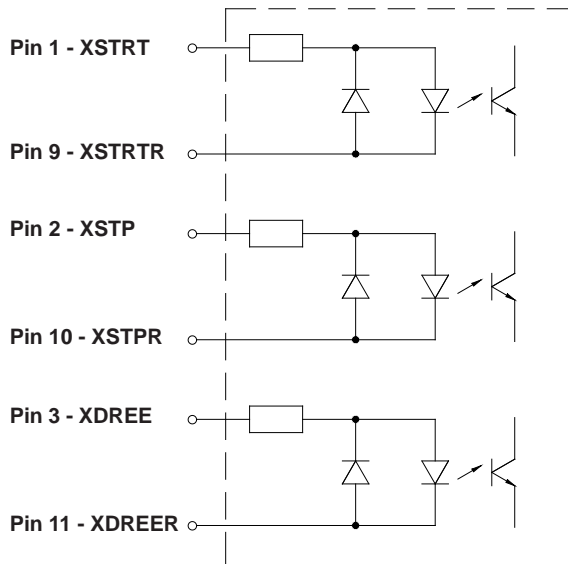 Pin 1 - XSTRT
Pin 9 - XSTRTR
Pin 2 - XSTP
Pin 10 - XSTPR
Pin 3 - XDREE
Pin 11 - XDREER